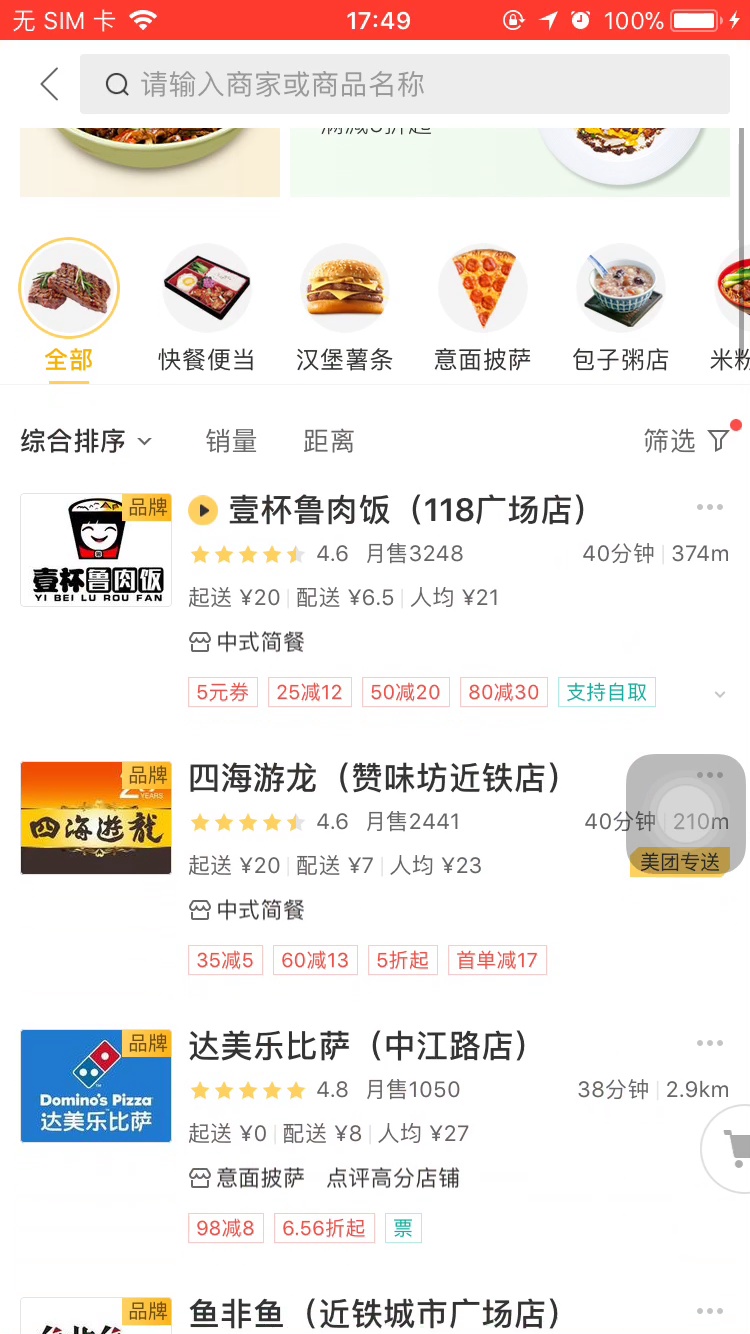 无 SIM 卡 17:49 100%
请输入商家或商品名称
全部 快餐便当 汉堡薯条 意面披萨 包子粥店 米粉
综合排序 销量 距离 筛选
品牌
壹杯鲁肉饭
YI BEI LU ROU FAN
壹杯鲁肉饭（118广场店）
4.6 月售3248 40分钟 374m
起送 ¥20 配送 ¥6.5 人均 ¥21
中式简餐
5元券 25减12 50减20 80减30 支持自取
品牌
YEARS
四海遊龍
四海游龙（赞味坊近铁店）
4.6 月售2441 40分钟 210m
起送 ¥20 配送 ¥7 人均 ¥23
美团专送
中式简餐
35减5 60减13 5折起 首单减17
品牌
Domino's Pizza
达美乐比萨
达美乐比萨（中江路店）
4.8 月售1050 38分钟 2.9km
起送 ¥0 配送 ¥8 人均 ¥27
意面披萨 点评高分店铺
98减8 6.56折起 票
品牌
鱼非鱼（近铁城市广场店）